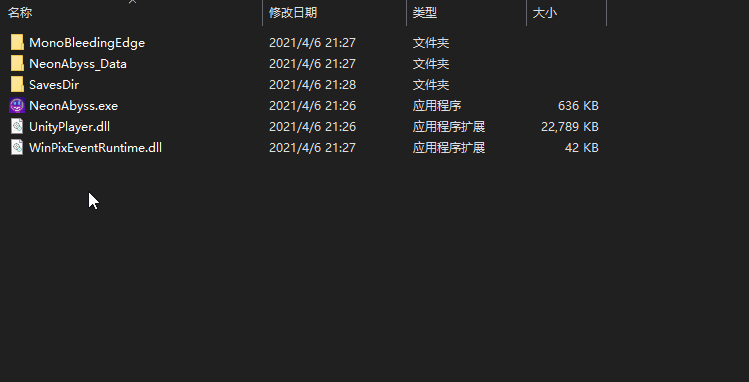 名称 修改日期 类型 大小
MonoBleedingEdge 2021/4/6 21:27 文件夹
NeonAbyss_Data 2021/4/6 21:27 文件夹
SavesDir 2021/4/6 21:28 文件夹
NeonAbyss.exe 2021/4/6 21:26 应用程序 636 KB
UnityPlayer.dll 2021/4/6 21:26 应用程序扩展 22,789 KB
WinPixEventRuntime.dll 2021/4/6 21:27 应用程序扩展 42 KB